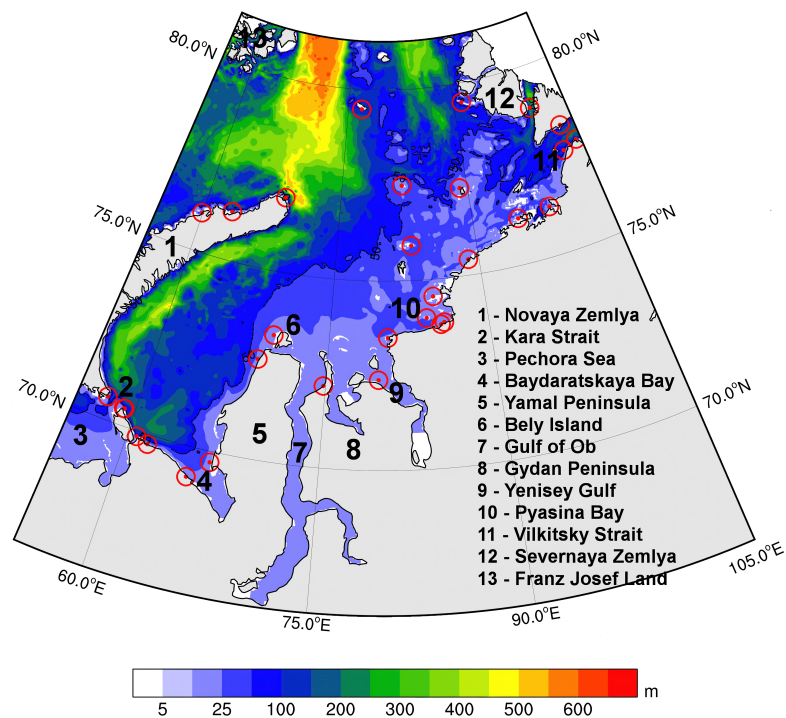 80.0°N
80.0°N
13
12
11
75.0°N
75.0°N
1
10
6
1 - Novaya Zemlya
2 - Kara Strait
3 - Pechora Sea
4 - Baydaratskaya Bay
5 - Yamal Peninsula
6 - Bely Island
7 - Gulf of Ob
8 - Gydan Peninsula
9 - Yenisey Gulf
10 - Pyasina Bay
11 - Vilkitsky Strait
12 - Severnaya Zemlya
13 - Franz Josef Land
70.0°N
70.0°N
2
9
3
5
7
8
4
60.0°E
75.0°E
90.0°E
105.0°E
5 25 100 200 300 400 500 600 m